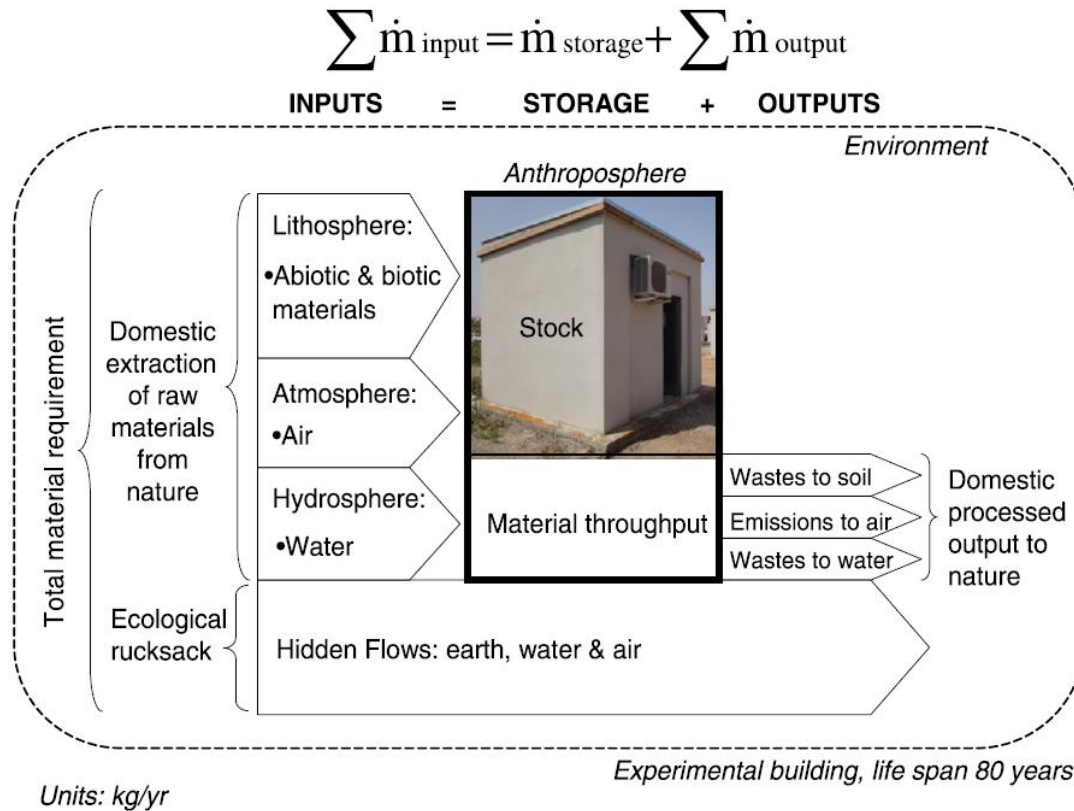 ∑ ṁ input = ṁ storage + ∑ ṁ output
INPUTS = STORAGE + OUTPUTS
Environment
Anthroposphere
Total material requirement
Domestic
extraction
of raw
materials
from
nature
Lithosphere:
•Abiotic & biotic
materials
Atmosphere:
•Air
Hydrosphere:
•Water
Stock
Material throughput
Wastes to soil
Emissions to air
Wastes to water
Domestic
processed
output to
nature
Ecological
rucksack
Hidden Flows: earth, water & air
Experimental building, life span 80 years
Units: kg/yr